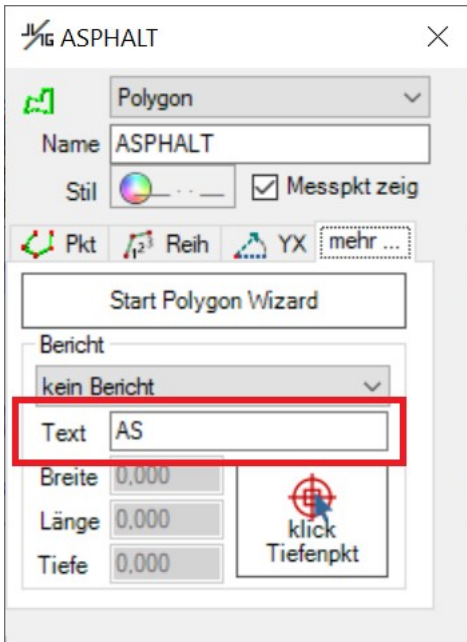 ASPHALT
Polygon
Name ASPHALT
Stil Messpkt zeig
Pkt Reih YX mehr ...
Start Polygon Wizard
Bericht
kein Bericht
Text AS
Breite 0,000
Länge 0,000
Tiefe 0,000
klick
Tiefenpkt